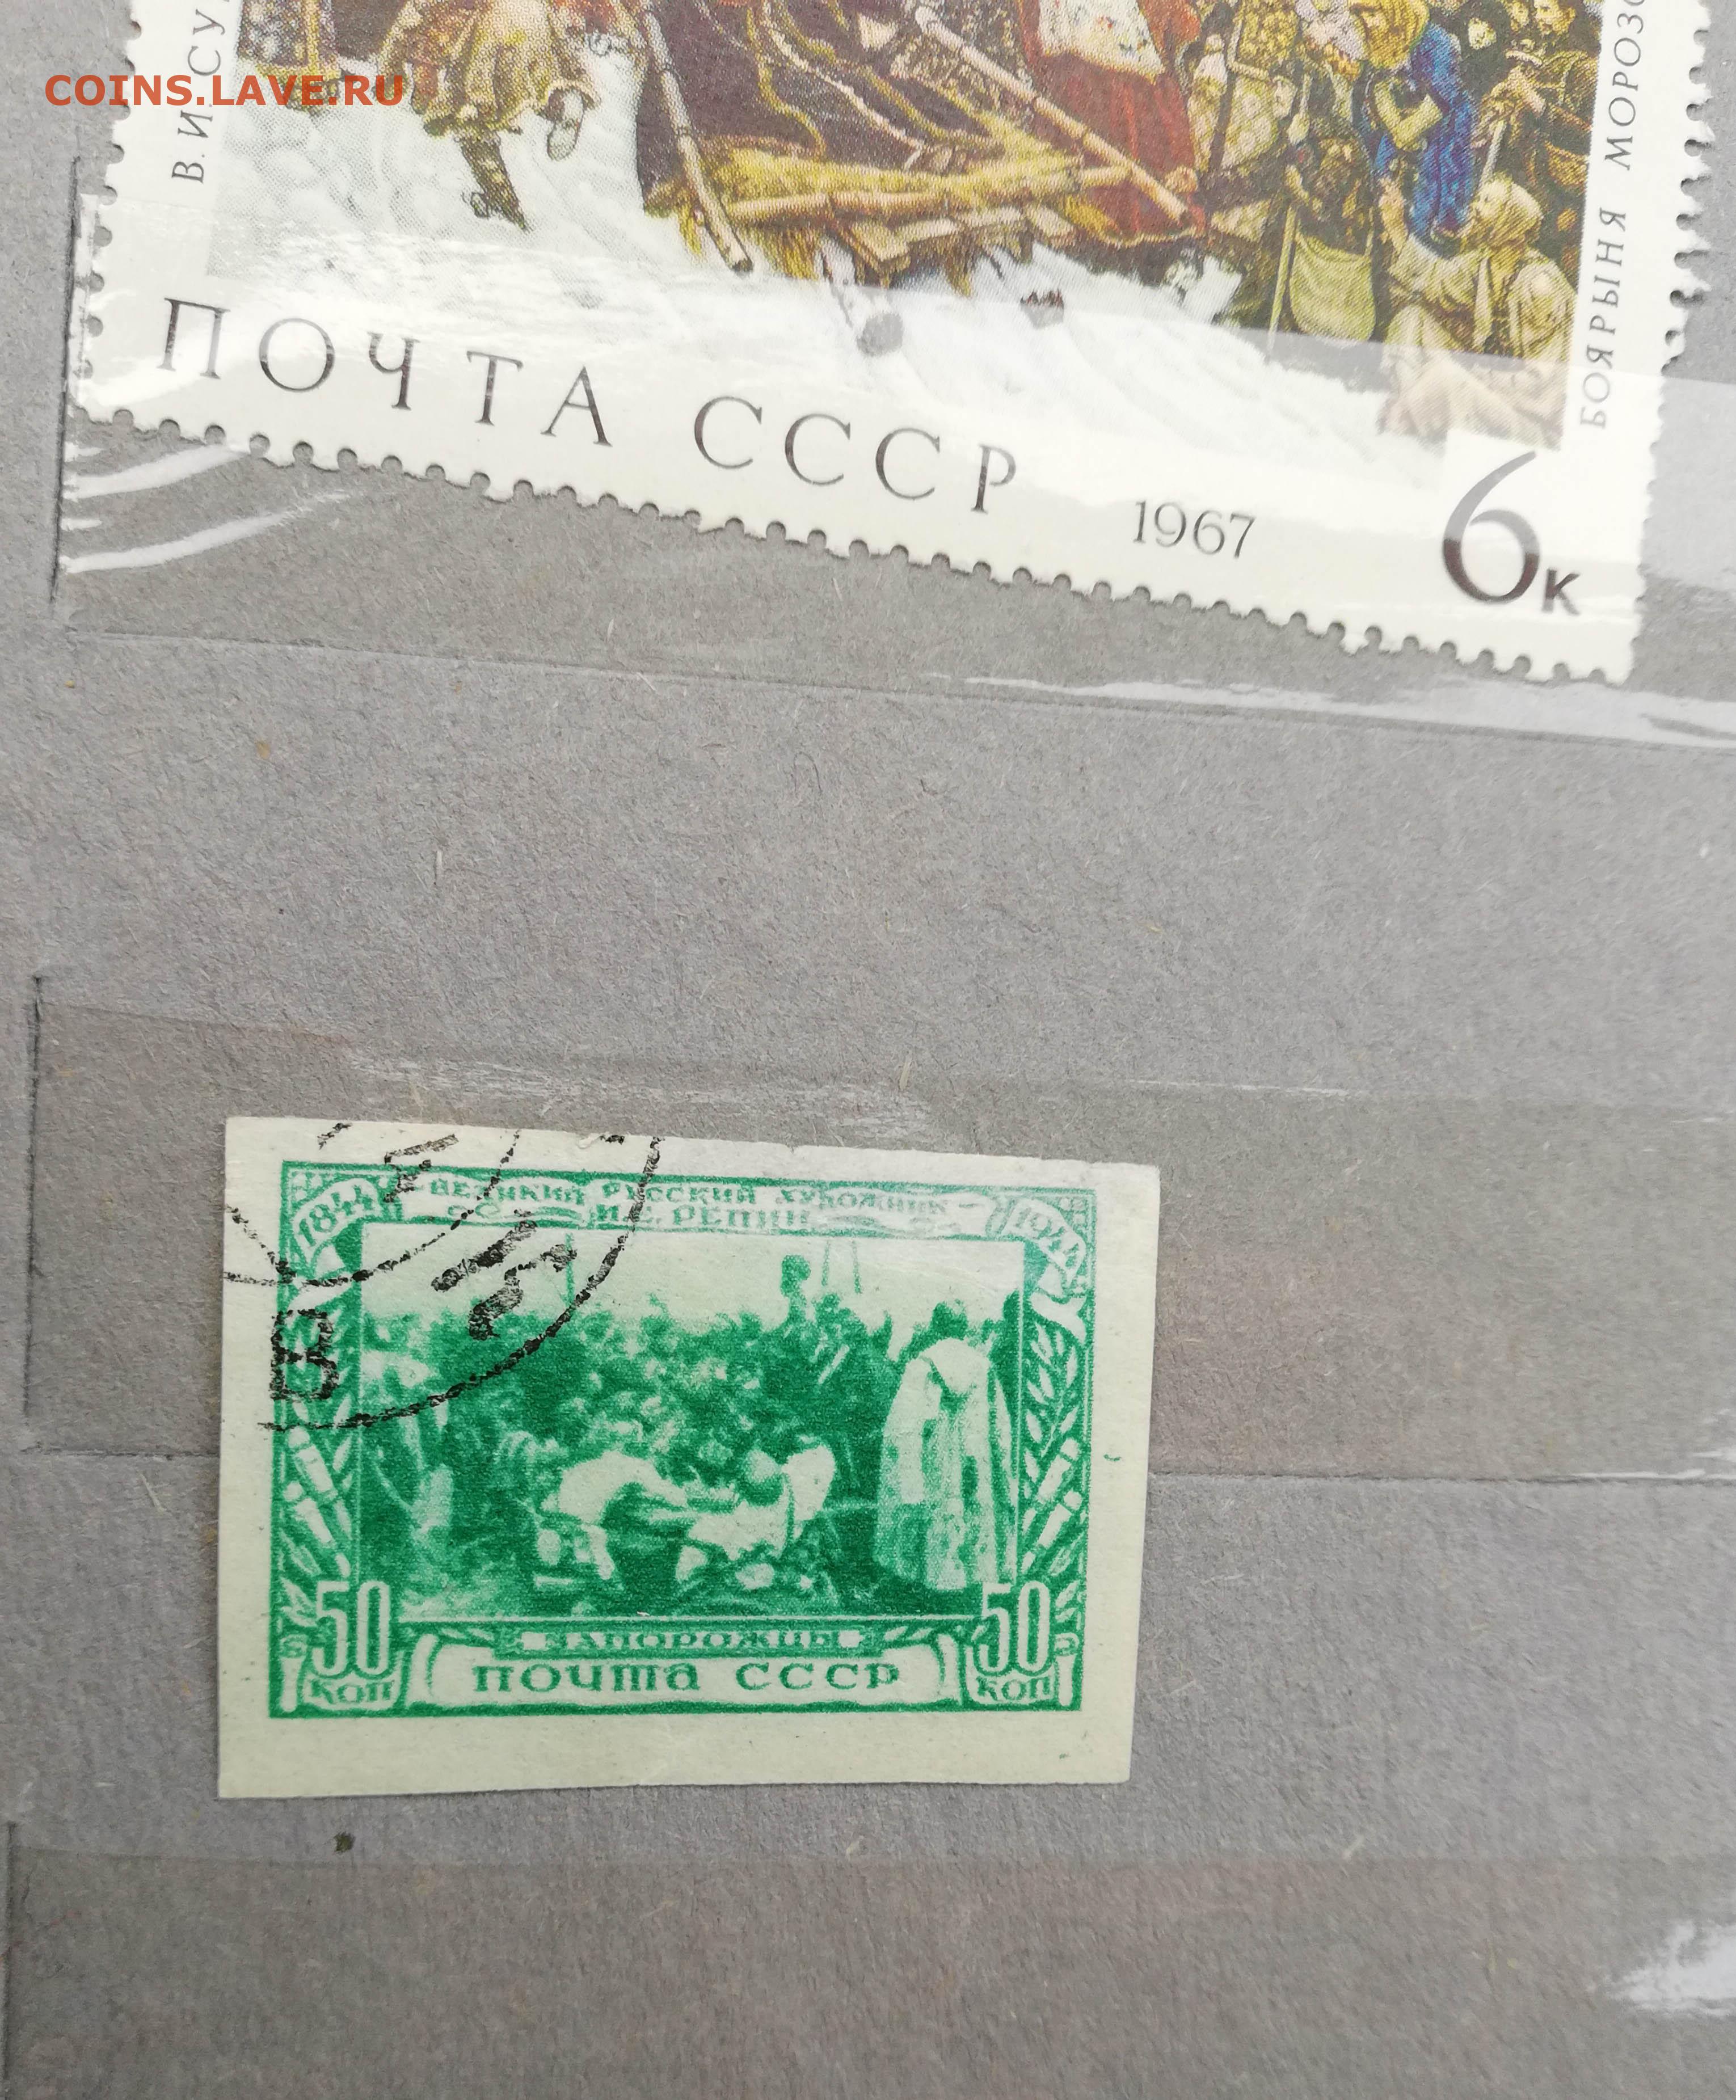 COINS.LAVE.RU
В. И. СУ
БОЯРЫНЯ МОРОЗО
ПОЧТА СССР
1967
6к
1844
ВЕЛИКИЙ РУССКИЙ ХУДОЖНИК
И.Е. РЕПИН
1944
В
50 КОП
ЗАПОРОЖЦЫ
ПОЧТА СССР
50 КОП